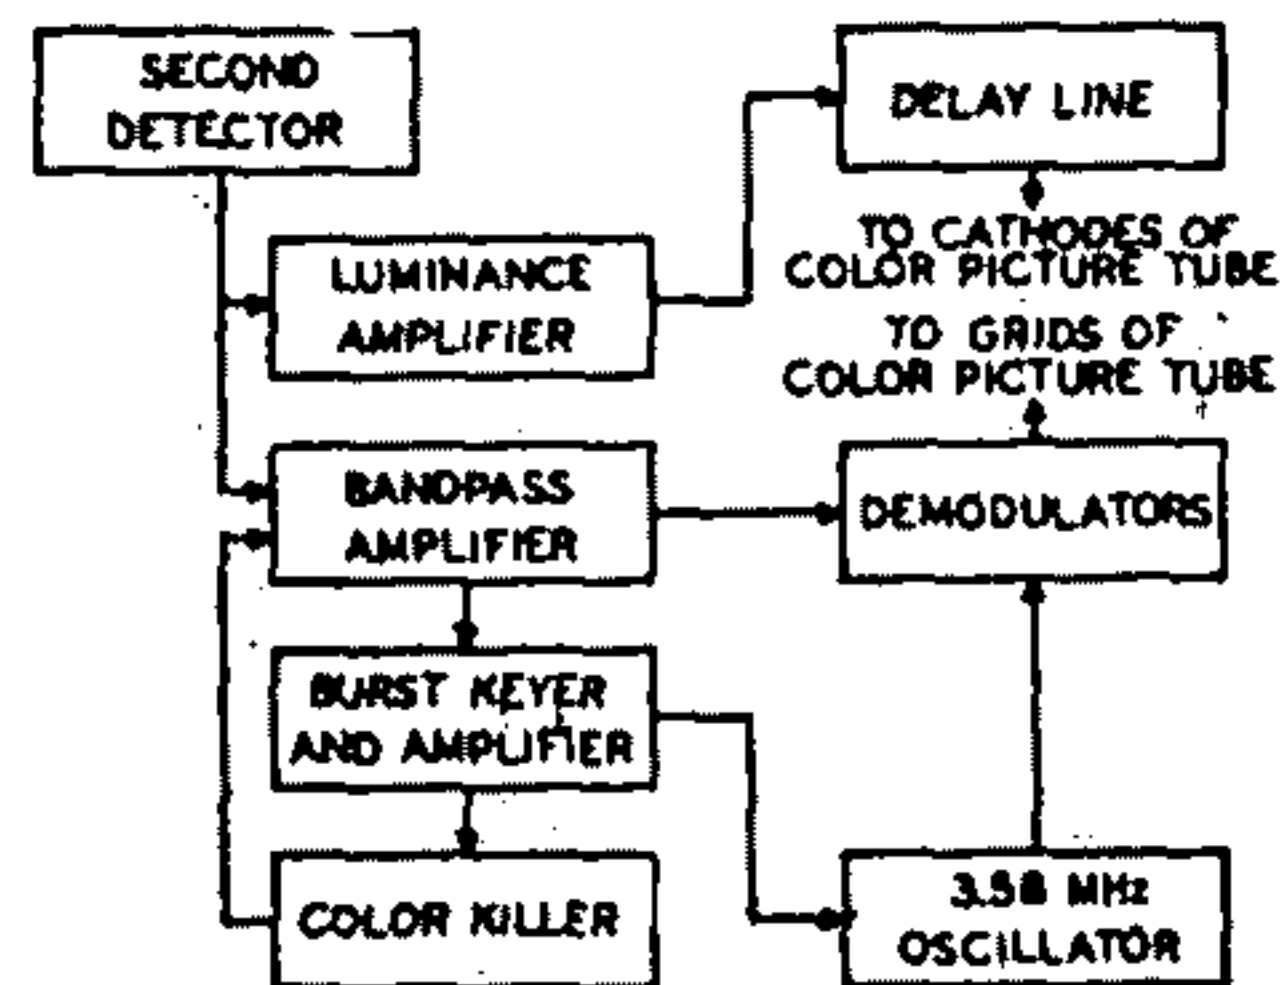 SECOND
DETECTOR
DELAY LINE
TO CATHODES OF
COLOR PICTURE TUBE
LUMINANCE
AMPLIFIER
TO GRIDS OF
COLOR PICTURE TUBE
BANDPASS
AMPLIFIER
DEMODULATORS
BURST KEYER
AND AMPLIFIER
COLOR KILLER
3.58 MHz
OSCILLATOR